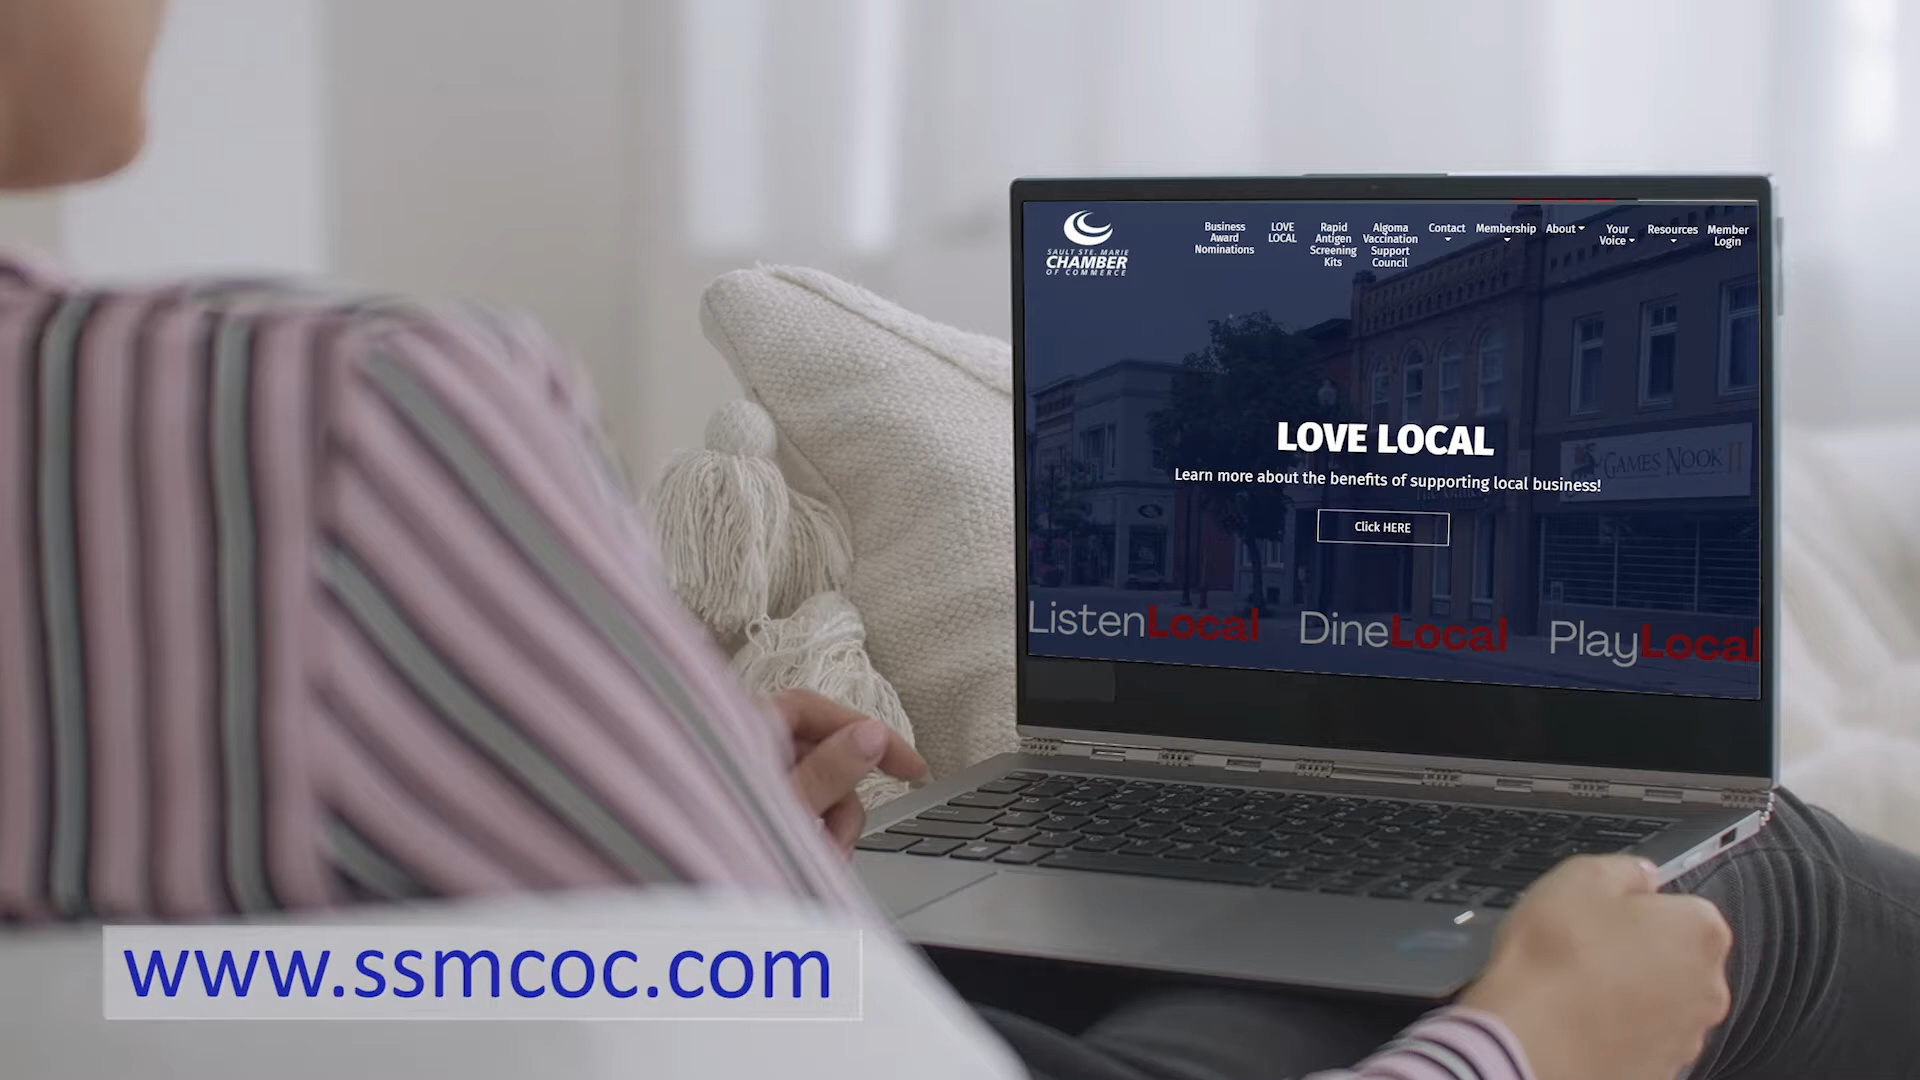 SAULT STE. MARIE
CHAMBER
OF COMMERCE
Business
Award
Nominations
LOVE
LOCAL
Rapid
Antigen
Screening
Kits
Algoma
Vaccination
Support
Council
Contact
Membership
About
Your
Voice
Resources
Member
Login
LOVE LOCAL
GAMES NOOK II
Learn more about the benefits of supporting local business!
Click HERE
ListenLocal
DineLocal
PlayLocal
www.ssmcoc.com